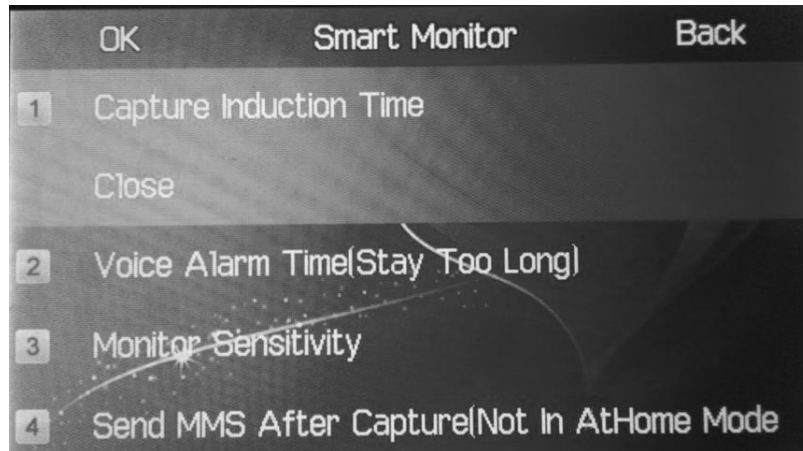 OK Smart Monitor Back
1 Capture Induction Time
Close
2 Voice Alarm Time(Stay Too Long)
3 Monitor Sensitivity
4 Send MMS After Capture(Not In AtHome Mode